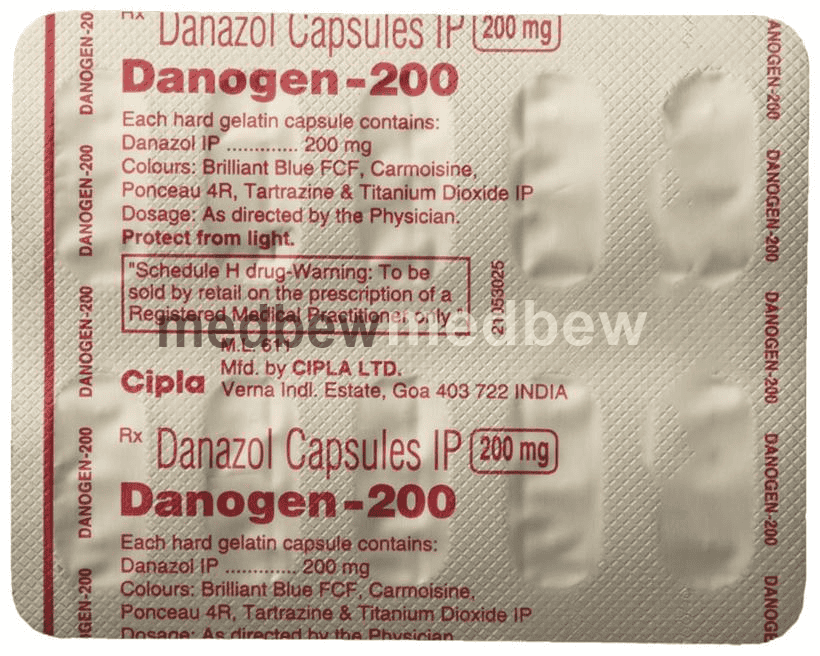 Rx Danazol Capsules IP 200 mg
Danogen-200
Each hard gelatin capsule contains:
Danazol IP ............. 200 mg
Colours: Brilliant Blue FCF, Carmoisine,
Ponceau 4R, Tartrazine & Titanium Dioxide IP
Dosage: As directed by the Physician.
Protect from light.
"Schedule H drug-Warning: To be
sold by retail on the prescription of a
Registered Medical Practitioner only."
21053025
medbew medbew
M.L. 611
Mfd. by CIPLA LTD.
Cipla Verna Indl. Estate, Goa 403 722 INDIA
Rx Danazol Capsules IP 200 mg
Danogen-200
Each hard gelatin capsule contains:
Danazol IP ............. 200 mg
Colours: Brilliant Blue FCF, Carmoisine,
Ponceau 4R, Tartrazine & Titanium Dioxide IP
Dosage: As directed by the Physician.
DANOGEN-20
DANOGEN-200
DANOGEN-200
DANOGEN-200
GEN-200
ANOGEN-200
DANOGEN-200
DANOGEN-200
DANOGEN-200
DANOG